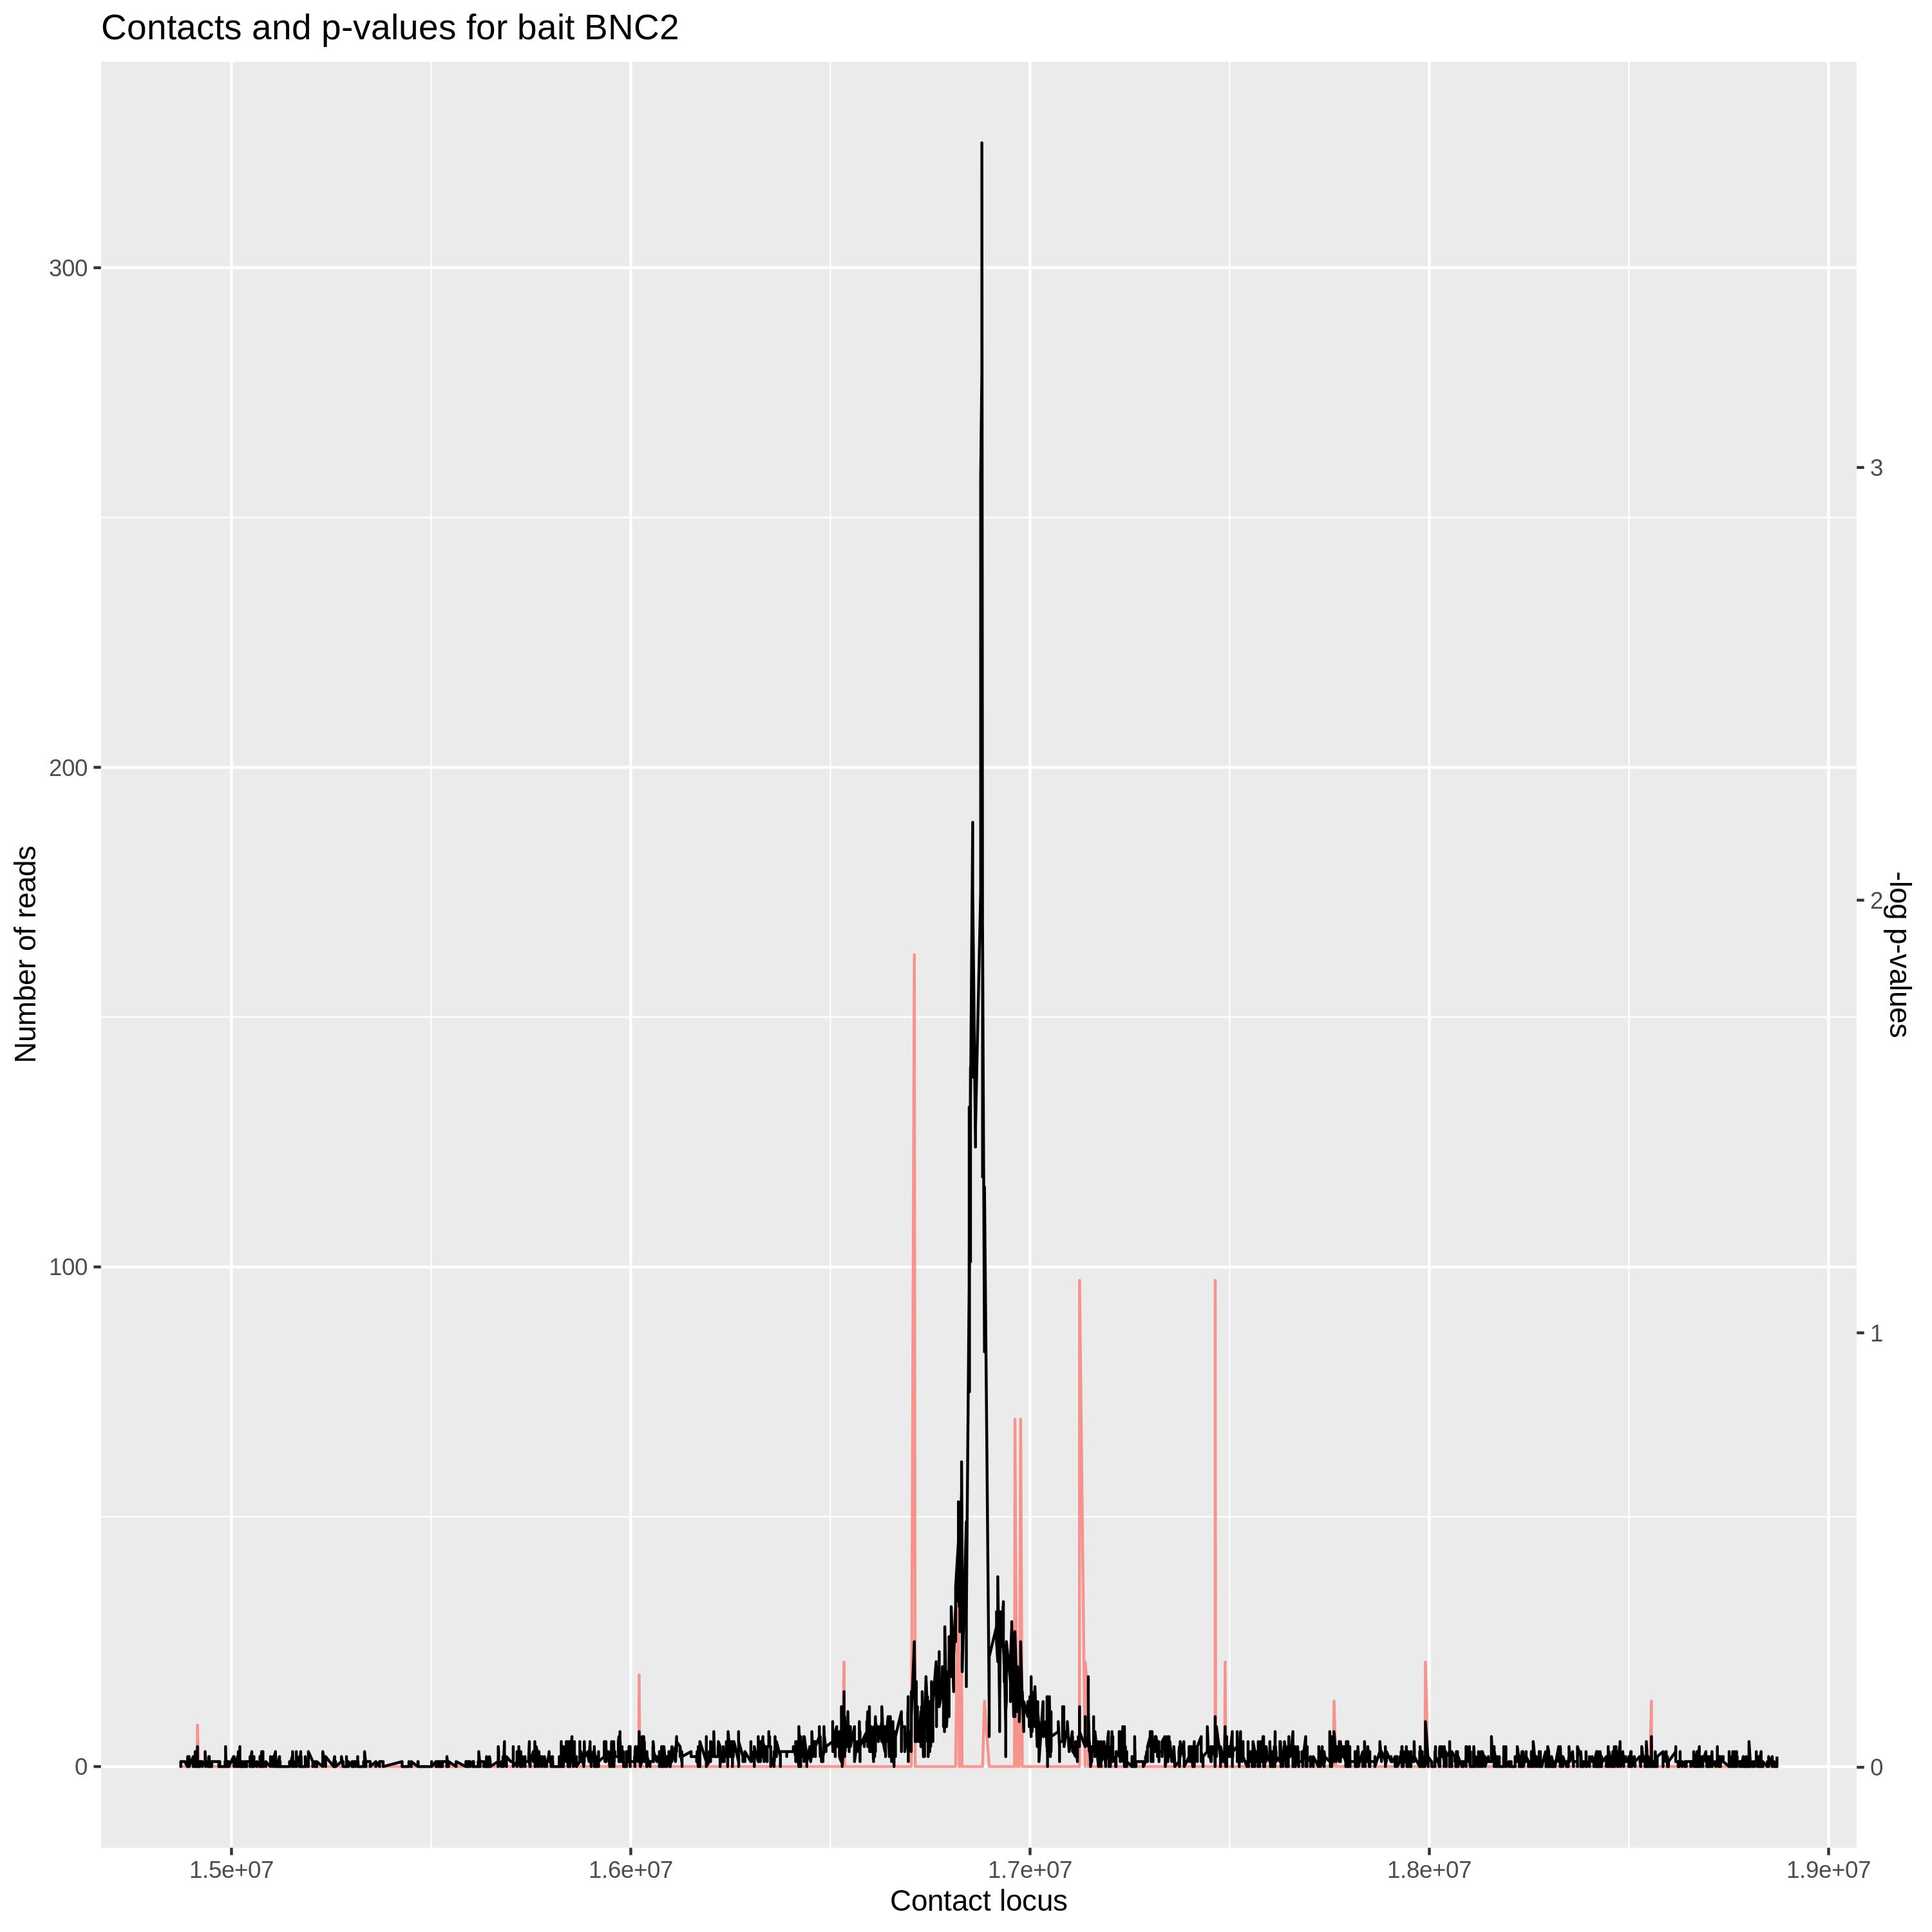 Contacts and p-values for bait BNC2
300
200
100
0
Number of reads
3
2
1
0
-log p-values
1.5e+07
1.6e+07
1.7e+07
1.8e+07
1.9e+07
Contact locus